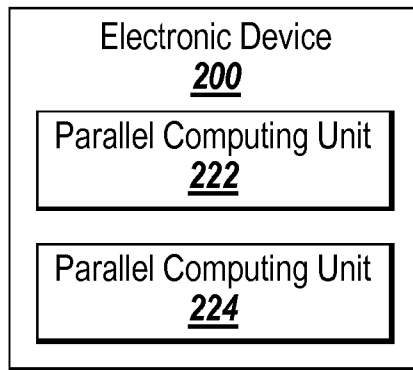 Electronic Device
200
Parallel Computing Unit
222
Parallel Computing Unit
224